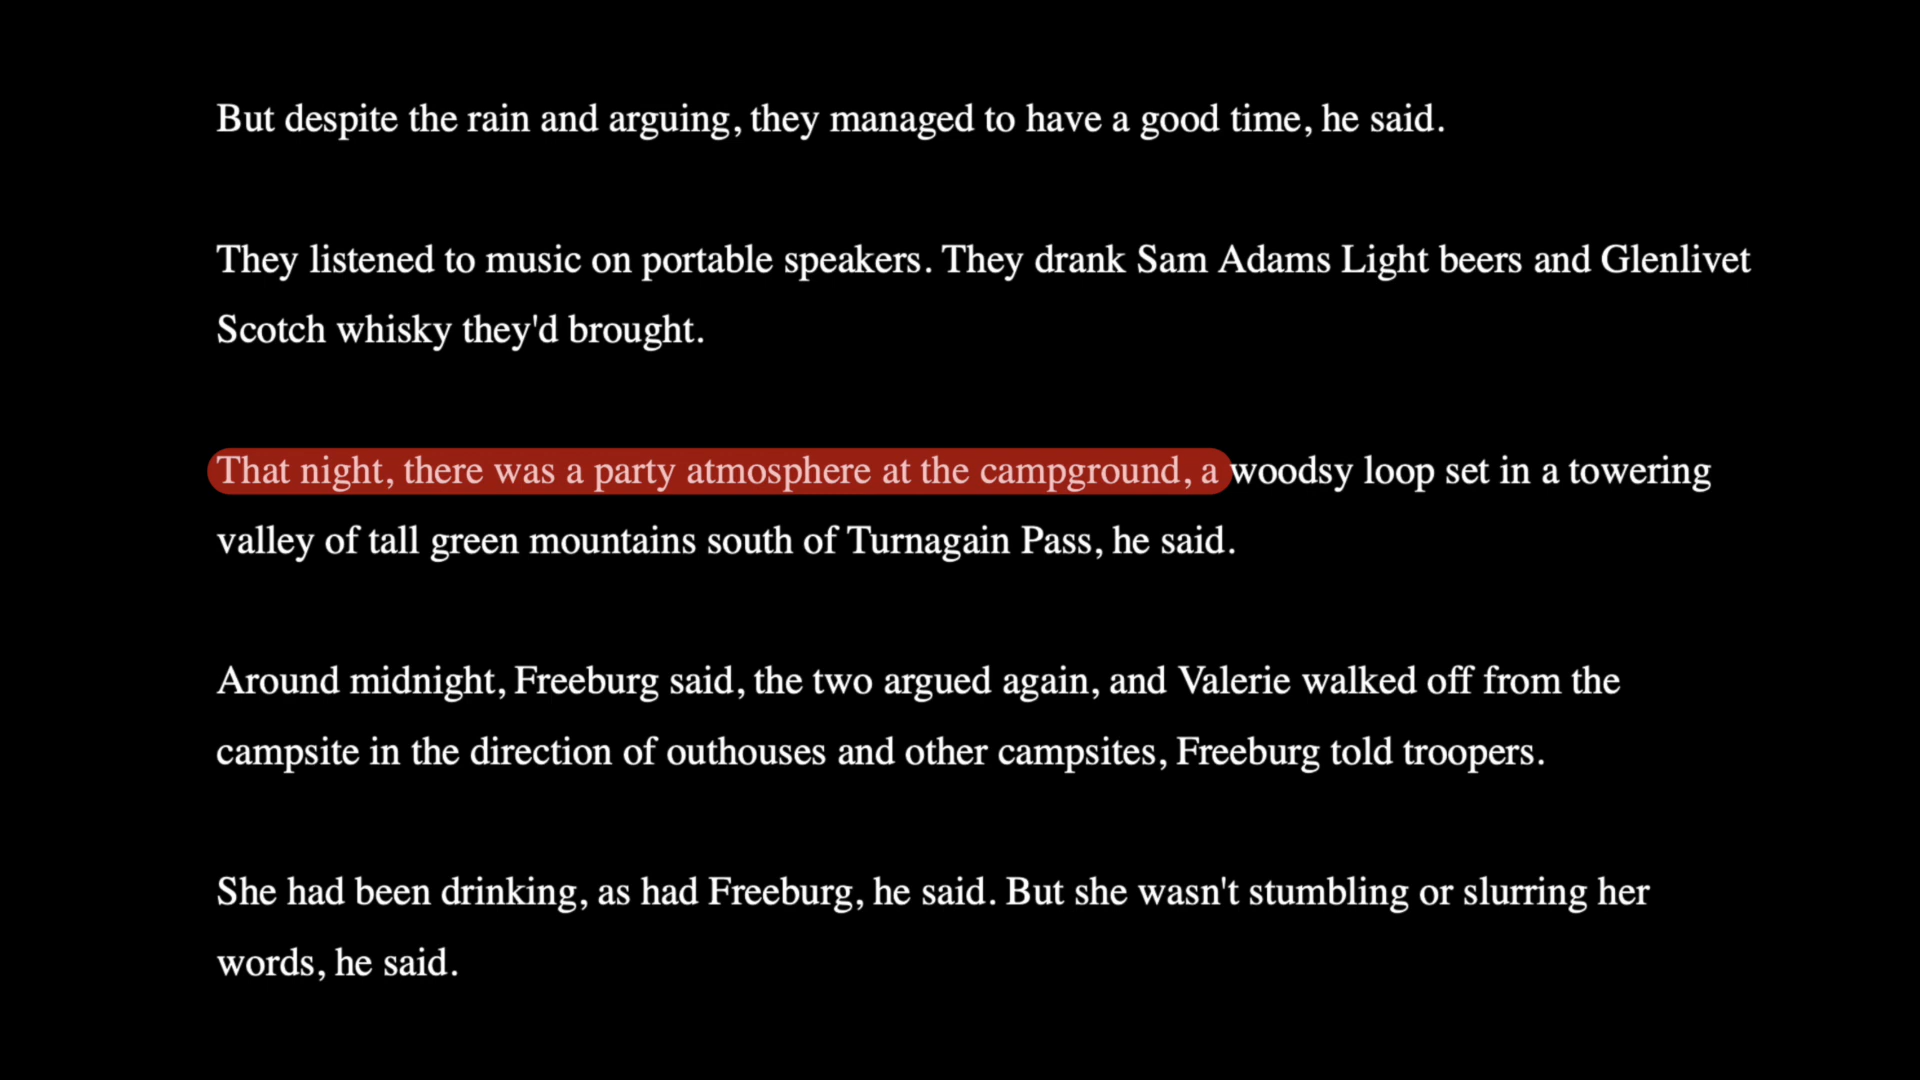 But despite the rain and arguing, they managed to have a good time, he said.
They listened to music on portable speakers. They drank Sam Adams Light beers and Glenlivet
Scotch whisky they'd brought.
That night, there was a party atmosphere at the campground, a woodsy loop set in a towering
valley of tall green mountains south of Turnagain Pass, he said.
Around midnight, Freeburg said, the two argued again, and Valerie walked off from the
campsite in the direction of outhouses and other campsites, Freeburg told troopers.
She had been drinking, as had Freeburg, he said. But she wasn't stumbling or slurring her
words, he said.